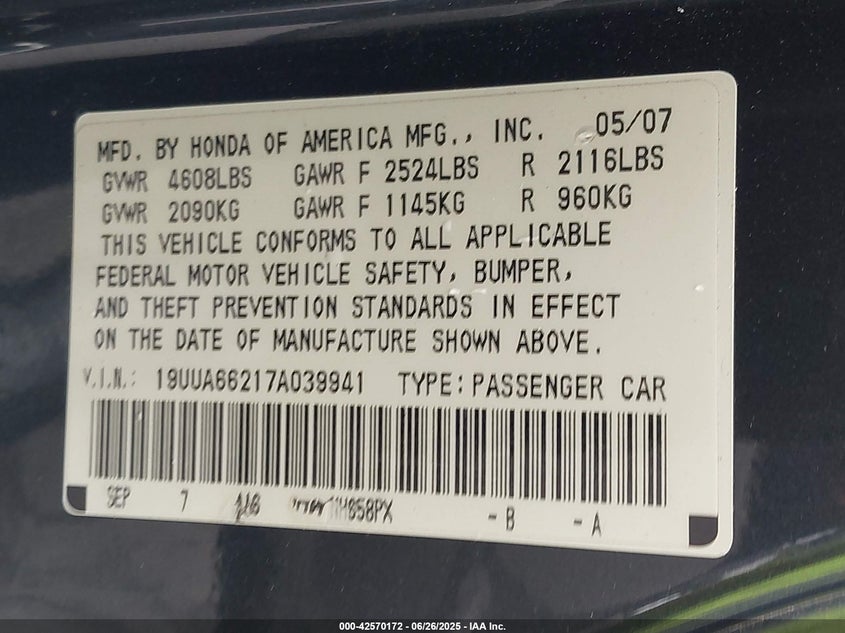 MFD. BY HONDA OF AMERICA MFG., INC. 05/07
GVWR 4608LBS GAWR F 2524LBS R 2116LBS
GVWR 2090KG GAWR F 1145KG R 960KG
THIS VEHICLE CONFORMS TO ALL APPLICABLE
FEDERAL MOTOR VEHICLE SAFETY, BUMPER,
AND THEFT PREVENTION STANDARDS IN EFFECT
ON THE DATE OF MANUFACTURE SHOWN ABOVE.
V.I.N.: 19UUA66217A039941 TYPE: PASSENGER CAR
SEP 7 -B -A
000-42570172 - 06/26/2025 - IAA Inc.